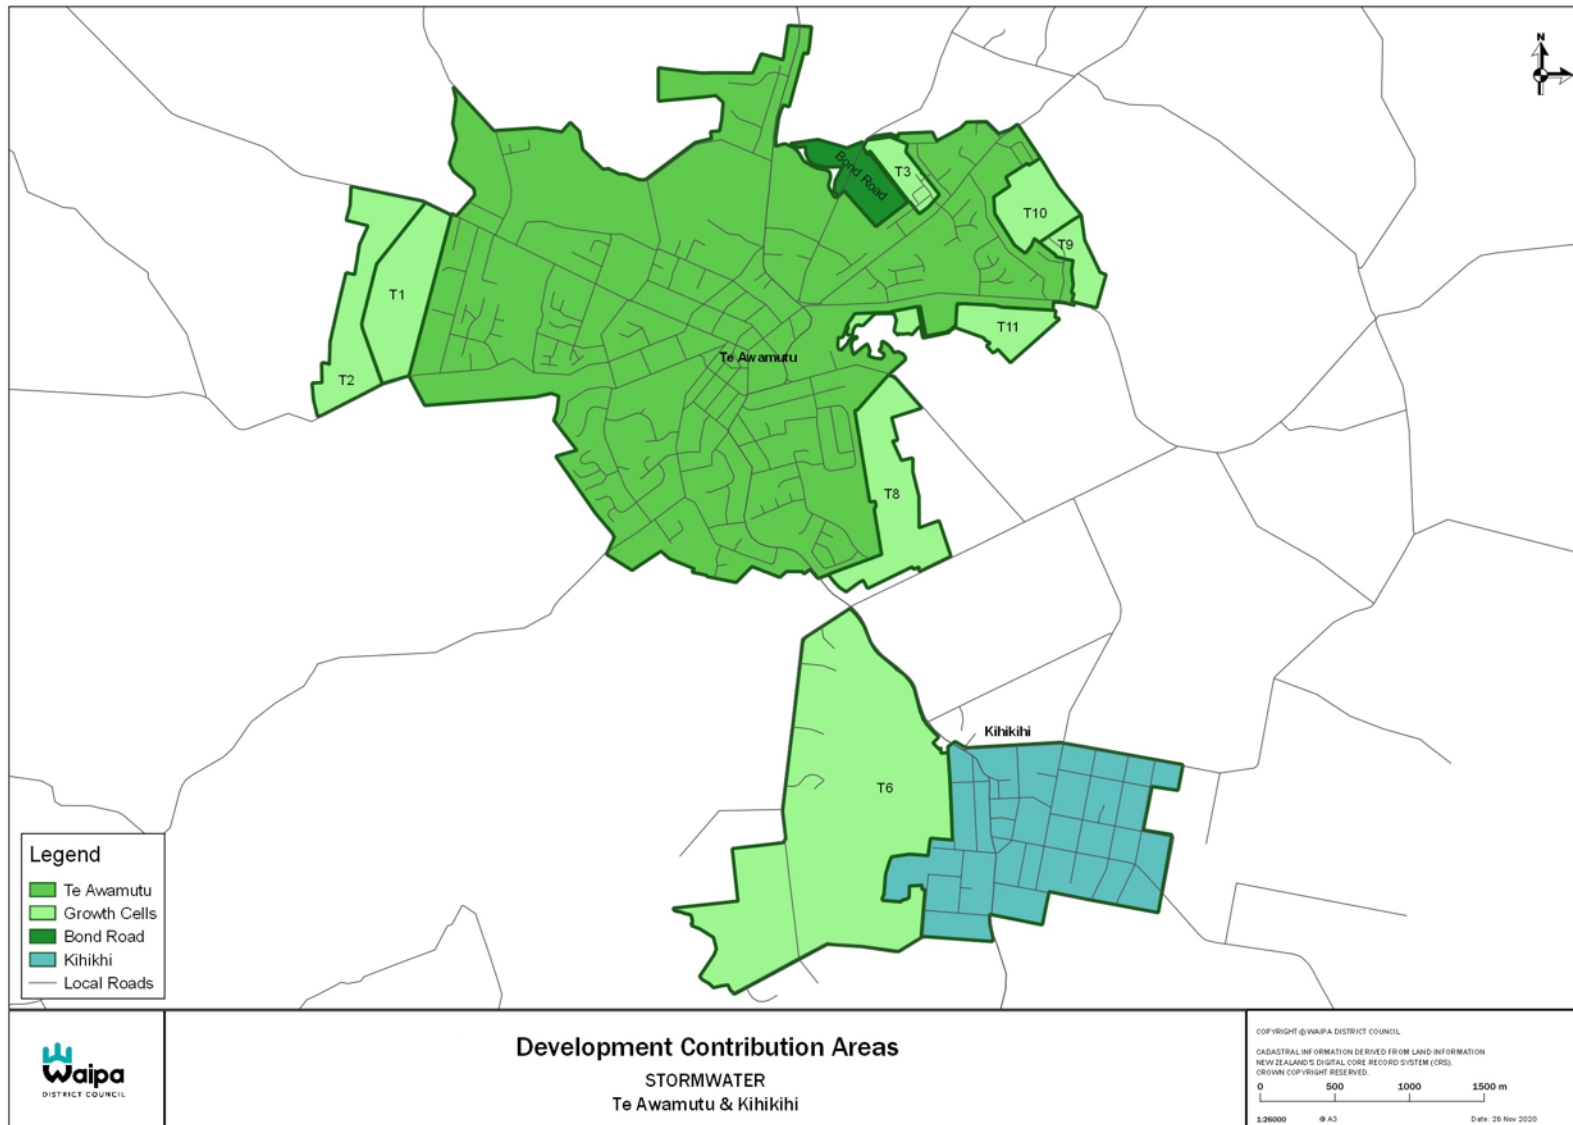 N
Bond Road
T3
T10
T9
T1
T11
Te Awamutu
T2
T8
Kihikihi
T6
Legend
Te Awamutu
Growth Cells
Bond Road
Kihikhi
Local Roads
Waipa
DISTRICT COUNCIL
Development Contribution Areas
STORMWATER
Te Awamutu & Kihikihi
COPYRIGHT @ WAIPA DISTRICT COUNCIL
CADASTRAL INFORMATION DERIVED FROM LAND INFORMATION
NEW ZEALAND'S DIGITAL CORE RECORD SYSTEM (CRS).
CROWN COPYRIGHT RESERVED.
0 500 1000 1500 m
1:26000 @ A3 Date: 26 Nov 2020